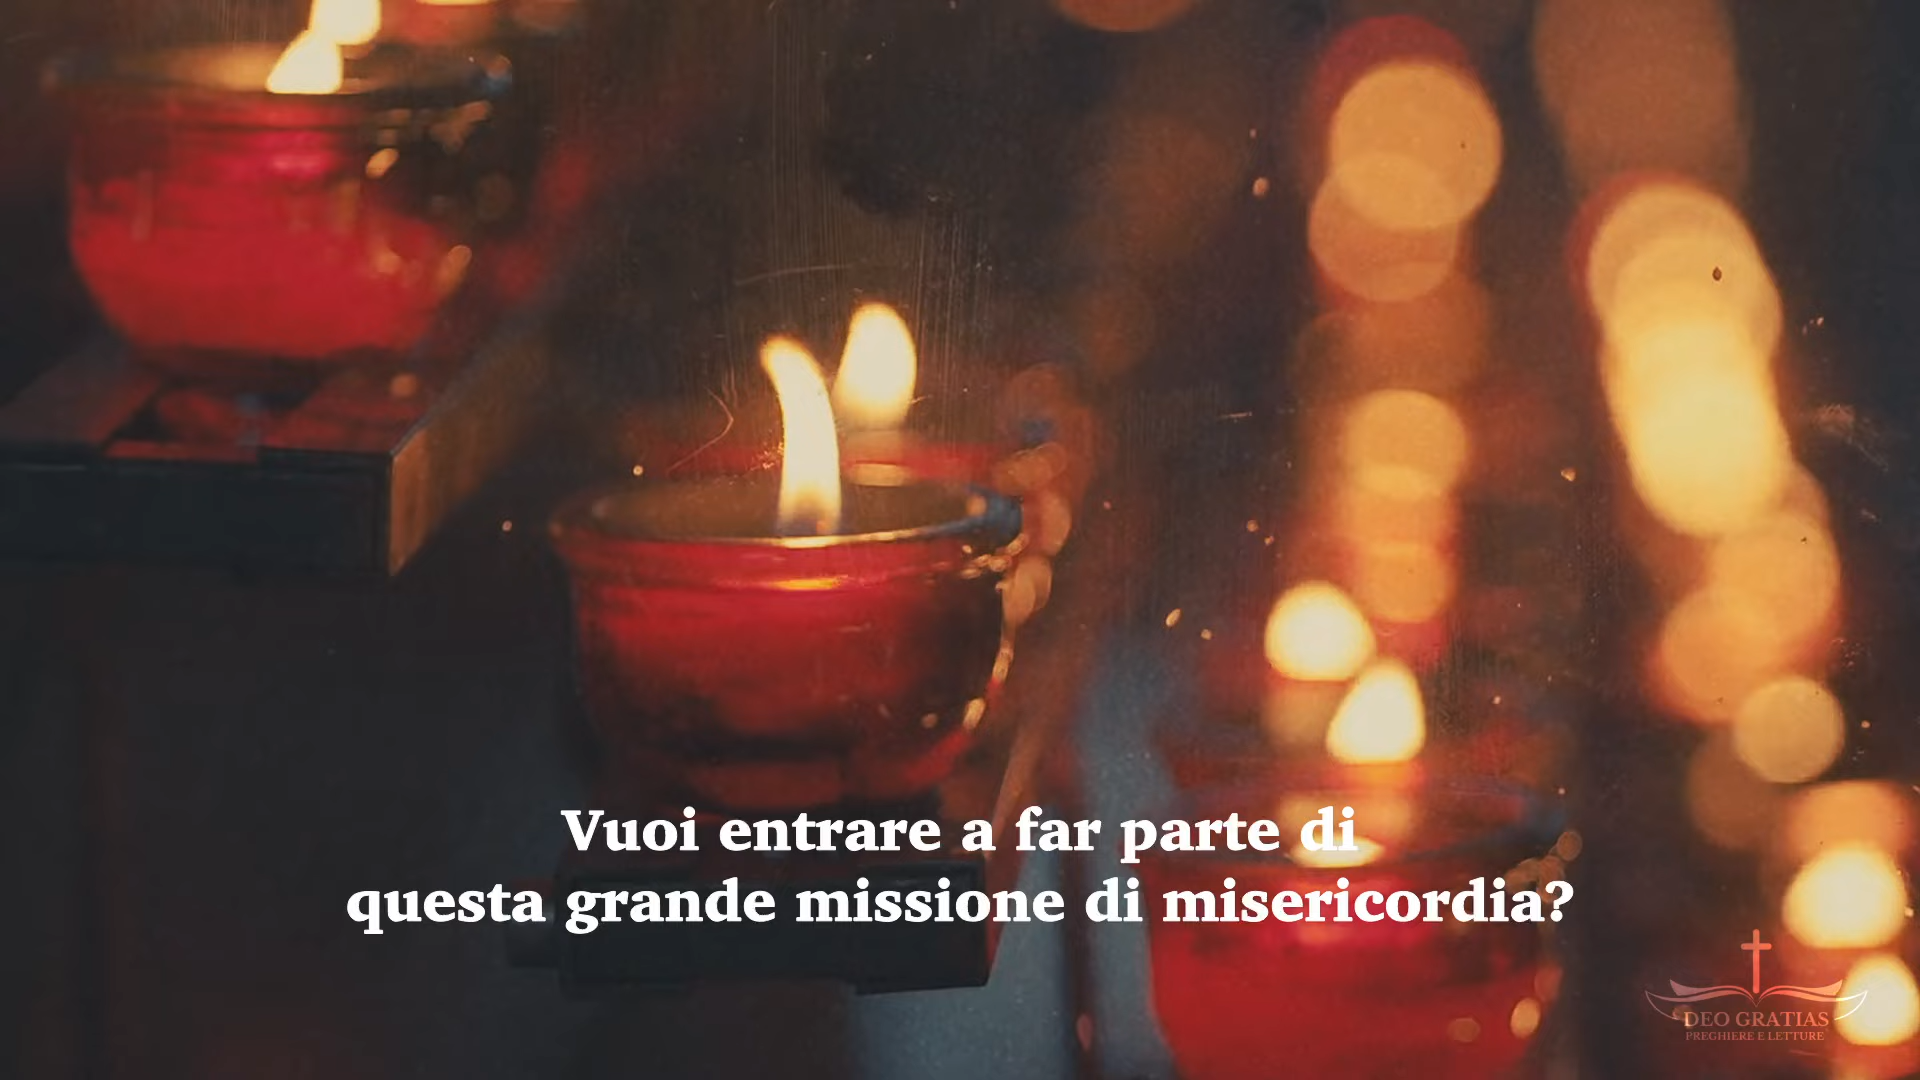 Vuoi entrare a far parte di
questa grande missione di misericordia?
DEO GRATIAS
PREGHIERE E LETTURE